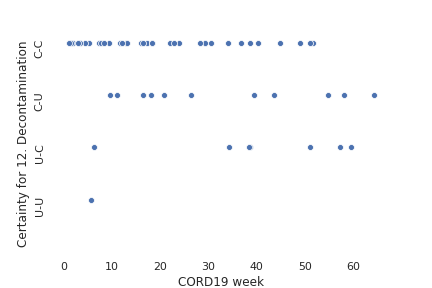 Certainty for 12. Decontamination
C-C
C-U
U-C
U-U
0 10 20 30 40 50 60
CORD19 week